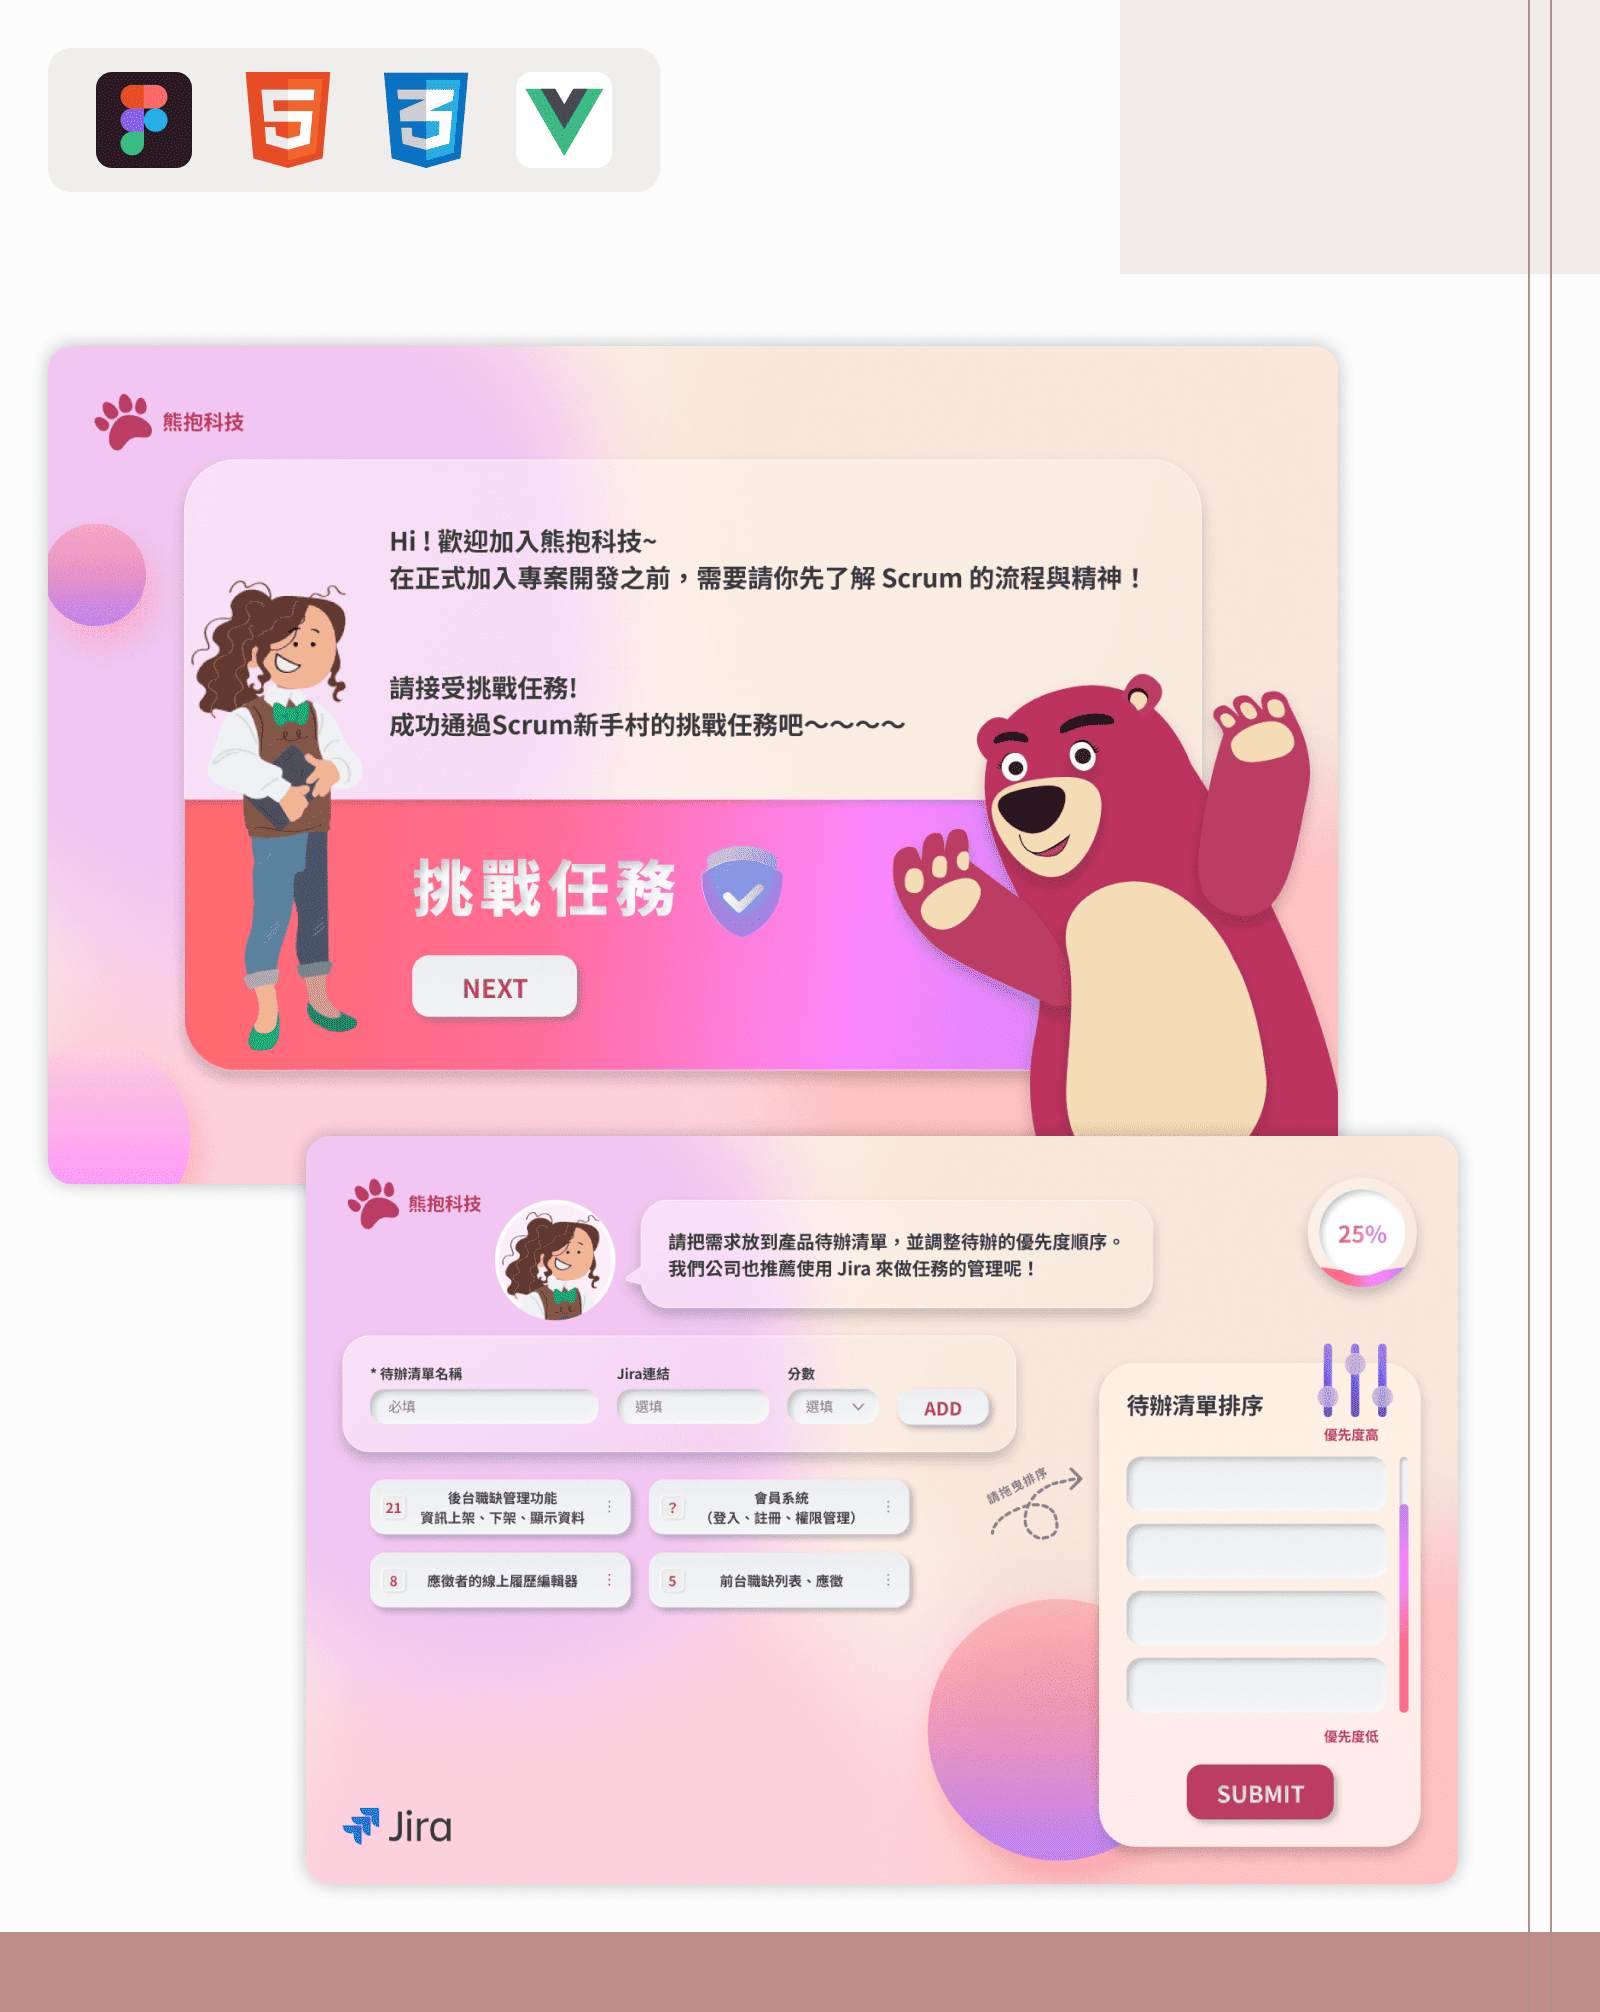 熊抱科技
Hi ! 歡迎加入熊抱科技~
在正式加入專案開發之前，需要請你先了解 Scrum 的流程與精神！
請接受挑戰任務!
成功通過Scrum新手村的挑戰任務吧～～～～
挑戰任務
NEXT
熊抱科技
請把需求放到產品待辦清單，並調整待辦的優先度順序。
我們公司也推薦使用 Jira 來做任務的管理呢！
25%
* 待辦清單名稱
Jira連結
分數
必填
選填
選填
ADD
待辦清單排序
優先度高
21
後台職缺管理功能
資訊上架、下架、顯示資料
?
會員系統
（登入、註冊、權限管理）
請拖曳排序
8
應徵者的線上履歷編輯器
5
前台職缺列表、應徵
優先度低
SUBMIT
Jira